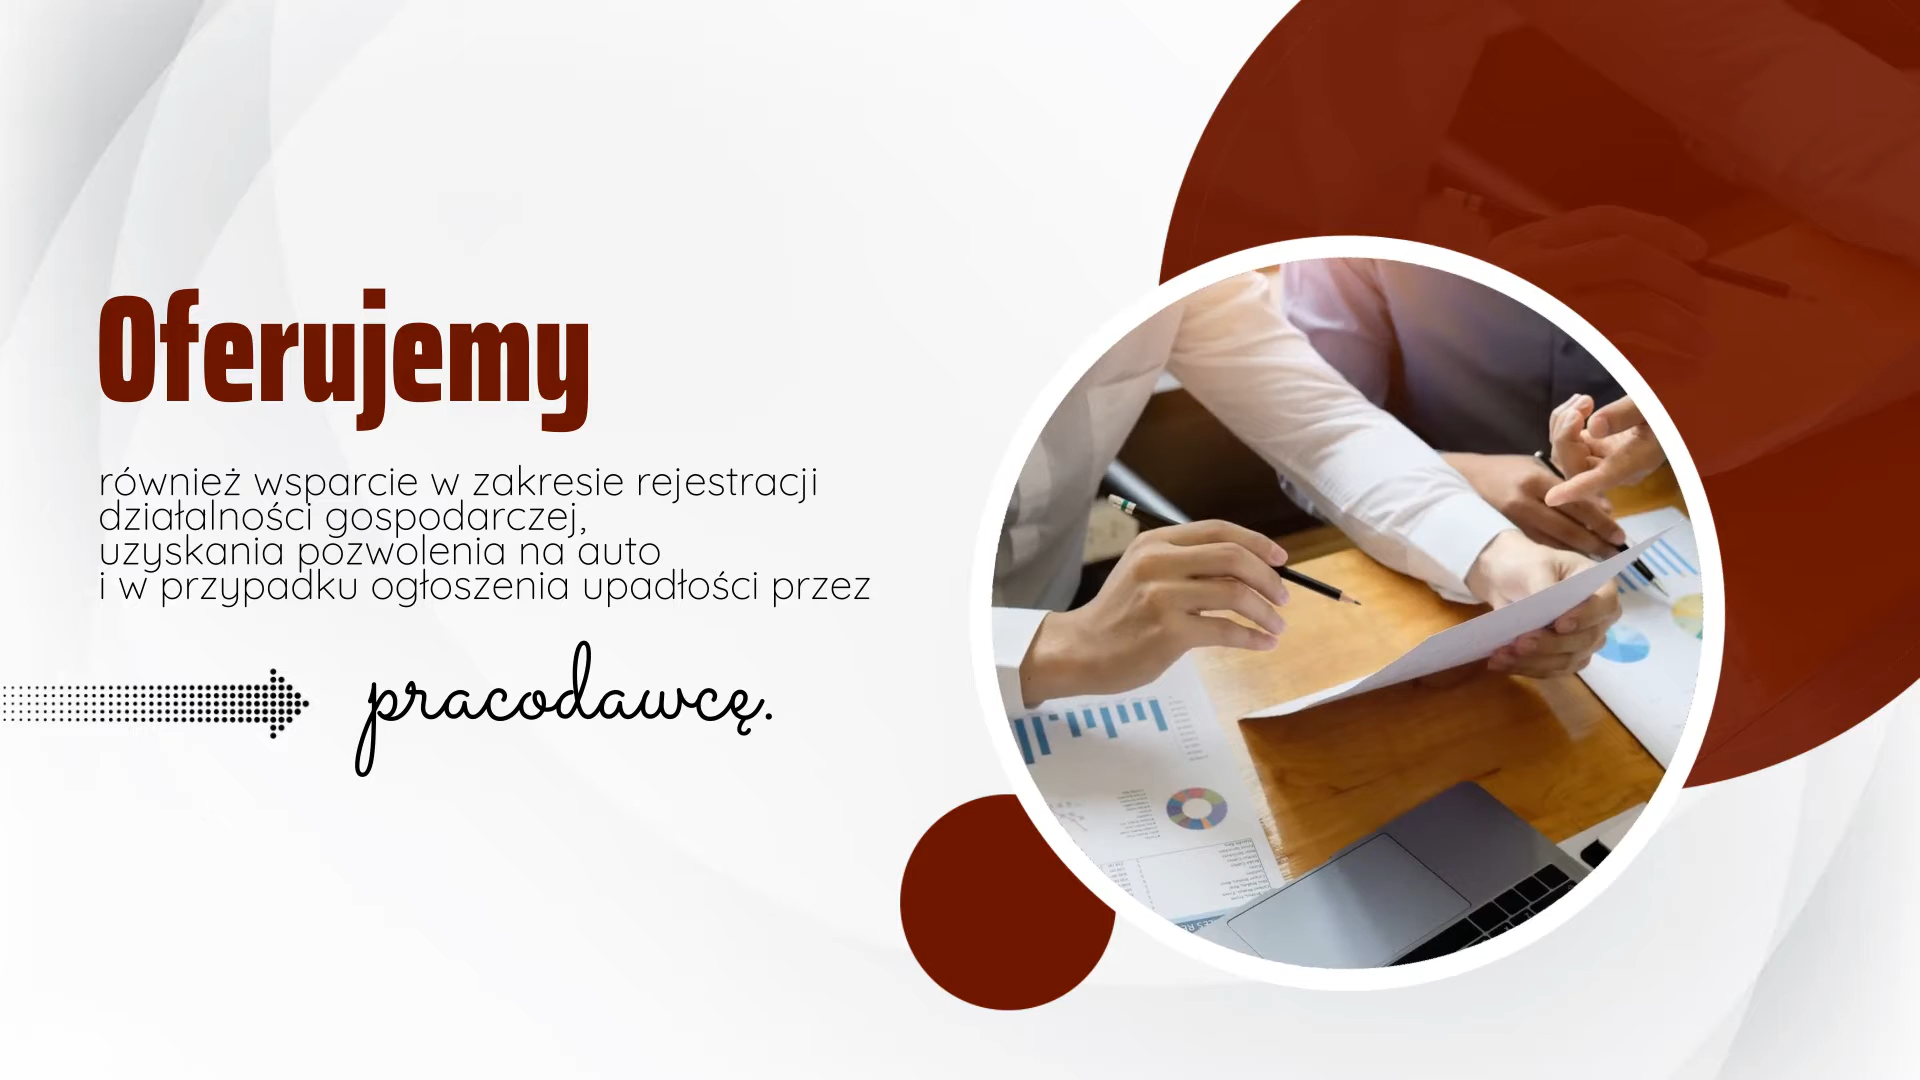 Oferujemy
również wsparcie w zakresie rejestracji
działalności gospodarczej,
uzyskania pozwolenia na auto
i w przypadku ogłoszenia upadłości przez
pracodawcę.